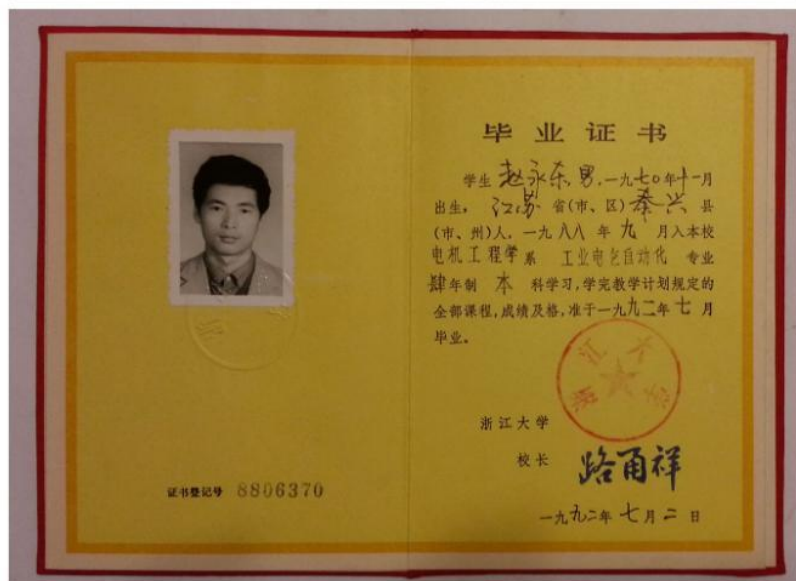 毕业证书
学生 赵永东 男，一九七〇年十一月
出生，江苏 省(市、区) 泰兴 县
(市、州)人，一九八八年九月入本校
电机工程学系 工业电气自动化 专业
肆年制 本 科学习，学完教学计划规定的
全部课程，成绩及格，准于一九九二年七月
毕业。
浙江大学
浙江大学
校长 路甬祥
一九九二年七月二日
证书登记号 8806370